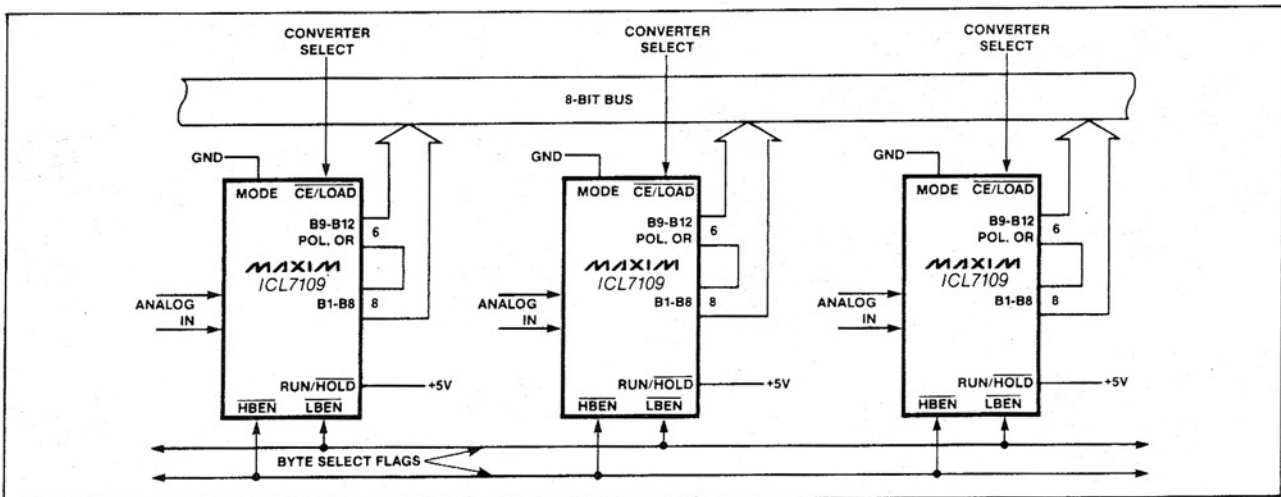 CONVERTER
SELECT
CONVERTER
SELECT
CONVERTER
SELECT
8-BIT BUS
GND
MODE CE/LOAD
B9-B12
POL. OR
6
MAXIM
ICL7109
B1-B8
8
ANALOG
IN
RUN/HOLD
+5V
HBEN LBEN
GND
MODE CE/LOAD
B9-B12
POL. OR
6
MAXIM
ICL7109
B1-B8
8
ANALOG
IN
RUN/HOLD
+5V
HBEN LBEN
GND
MODE CE/LOAD
B9-B12
POL. OR
6
MAXIM
ICL7109
B1-B8
8
ANALOG
IN
RUN/HOLD
+5V
HBEN LBEN
BYTE SELECT FLAGS